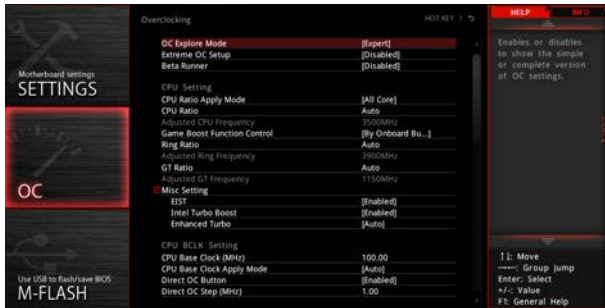 Overclocking
HOT KEY |
HELP
INFO
OC Explore Mode [Expert]
Extreme OC Setup [Disabled]
Beta Runner [Disabled]
CPU Setting
CPU Ratio Apply Mode [All Core]
CPU Ratio Auto
Adjusted CPU Frequency 3500MHz
Game Boost Function Control [By Onboard Bu...]
Ring Ratio Auto
Adjusted Ring Frequency 3900MHz
GT Ratio Auto
Adjusted GT Frequency 1150MHz
Misc Setting
EIST [Enabled]
Intel Turbo Boost [Enabled]
Enhanced Turbo [Auto]
CPU BCLK Setting
CPU Base Clock (MHz) 100.00
CPU Base Clock Apply Mode [Auto]
Direct OC Button [Enabled]
Direct OC Step (MHz) 1.00
Motherboard settings
SETTINGS
OC
Use USB to flash/save BIOS
M-FLASH
Enables or disables
to show the simple
or complete version
of OC settings.
↑↓: Move
→←: Group Jump
Enter: Select
+/-: Value
F1: General Help